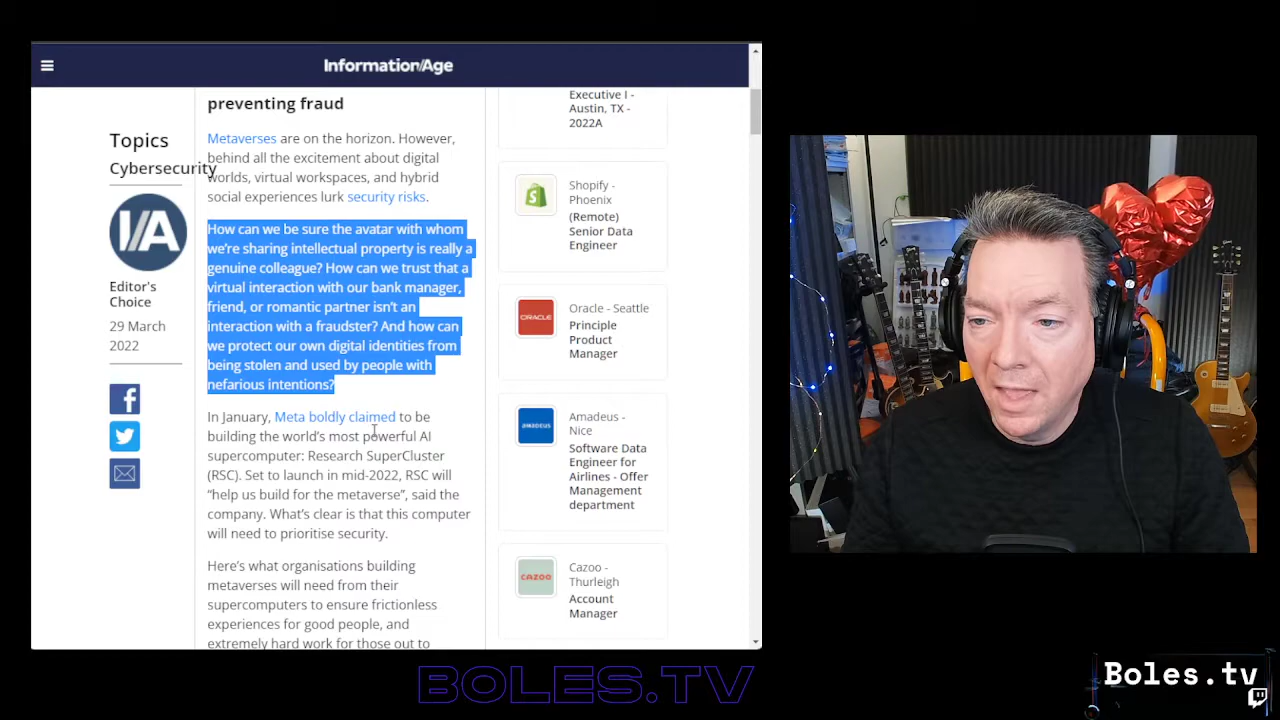 Information/Age
preventing fraud
Topics
Cybersecurity
I/A
Editor's
Choice
29 March
2022
Metaverses are on the horizon. However,
behind all the excitement about digital
worlds, virtual workspaces, and hybrid
social experiences lurk security risks.
How can we be sure the avatar with whom
we’re sharing intellectual property is really a
genuine colleague? How can we trust that a
virtual interaction with our bank manager,
friend, or romantic partner isn’t an
interaction with a fraudster? And how can
we protect our own digital identities from
being stolen and used by people with
nefarious intentions?
In January, Meta boldly claimed to be
building the world’s most powerful AI
supercomputer: Research SuperCluster
(RSC). Set to launch in mid-2022, RSC will
“help us build for the metaverse”, said the
company. What’s clear is that this computer
will need to prioritise security.
Here’s what organisations building
metaverses will need from their
supercomputers to ensure frictionless
experiences for good people, and
extremely hard work for those out to
Executive I -
Austin, TX -
2022A
Shopify -
Phoenix
(Remote)
Senior Data
Engineer
ORACLE
Oracle - Seattle
Principle
Product
Manager
AMADEUS
Amadeus -
Nice
Software Data
Engineer for
Airlines - Offer
Management
department
CAZOO
Cazoo -
Thurleigh
Account
Manager
BOLES.TV
Boles.tv